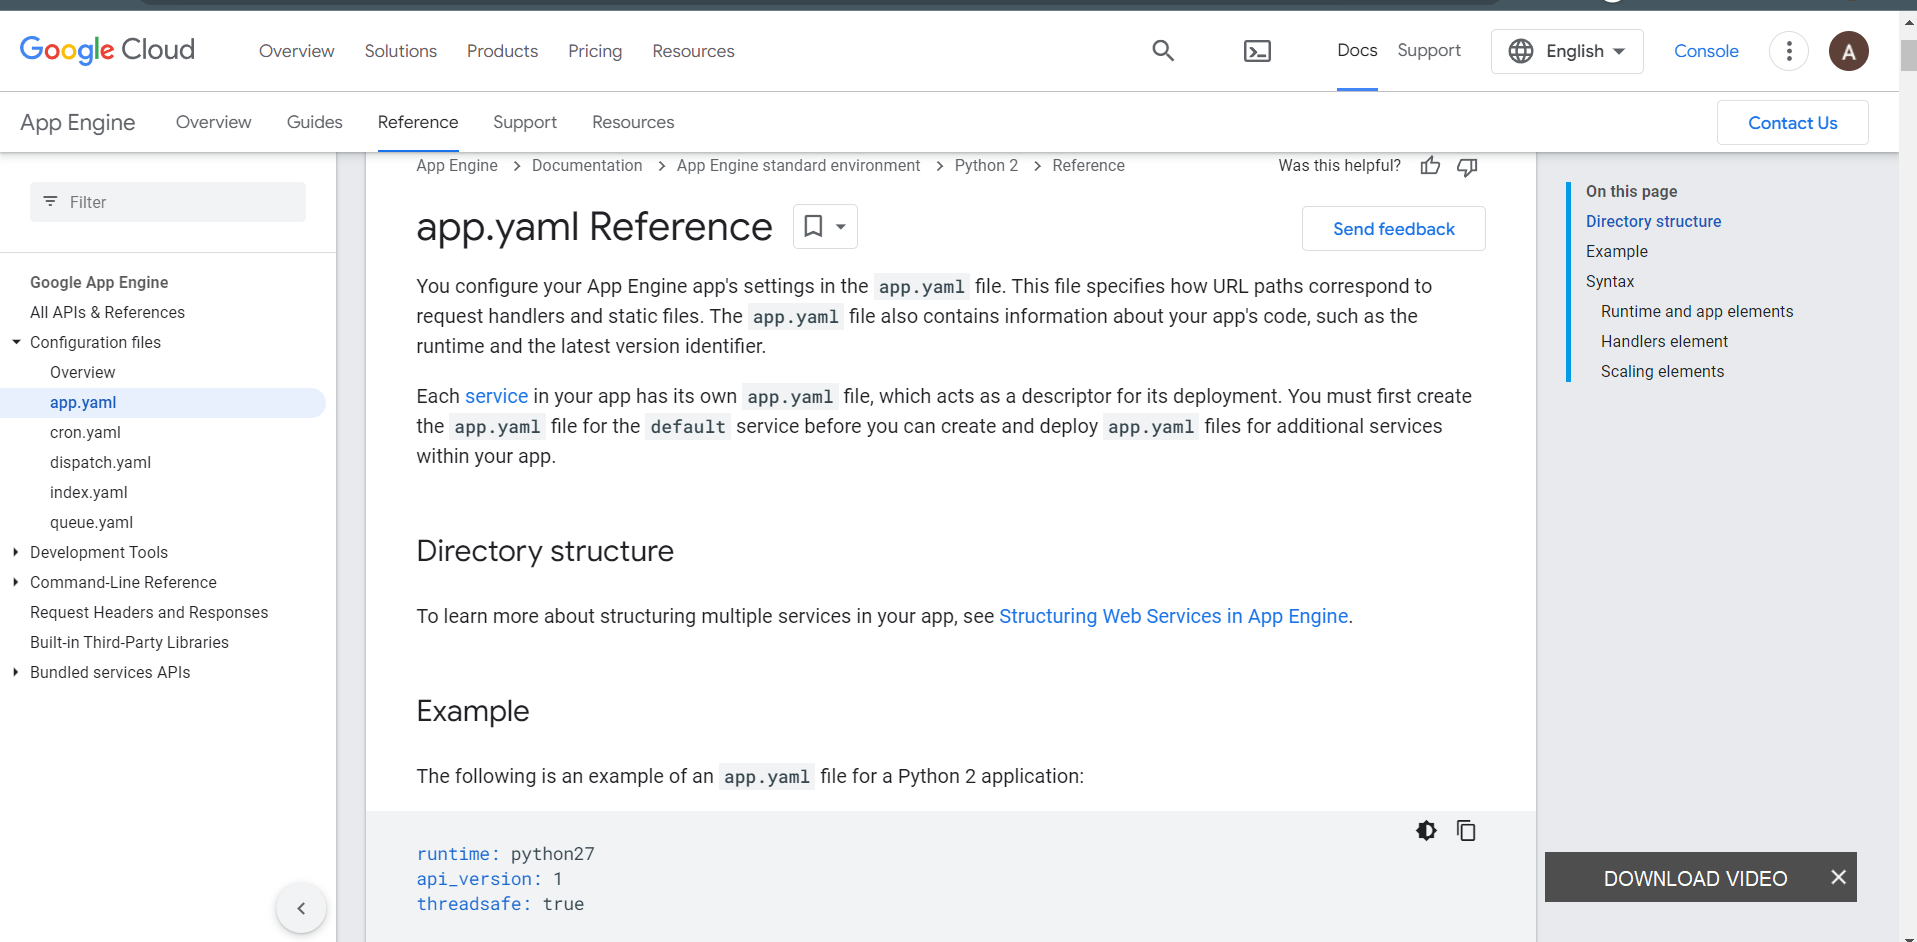 Google Cloud
Overview Solutions Products Pricing Resources
Docs Support English Console A
App Engine Overview Guides Reference Support Resources Contact Us
Filter
Google App Engine
All APIs & References
Configuration files
Overview
app.yaml
cron.yaml
dispatch.yaml
index.yaml
queue.yaml
Development Tools
Command-Line Reference
Request Headers and Responses
Built-in Third-Party Libraries
Bundled services APIs
App Engine > Documentation > App Engine standard environment > Python 2 > Reference
Was this helpful?
app.yaml Reference
Send feedback
You configure your App Engine app's settings in the app.yaml file. This file specifies how URL paths correspond to
request handlers and static files. The app.yaml file also contains information about your app's code, such as the
runtime and the latest version identifier.
Each service in your app has its own app.yaml file, which acts as a descriptor for its deployment. You must first create
the app.yaml file for the default service before you can create and deploy app.yaml files for additional services
within your app.
Directory structure
To learn more about structuring multiple services in your app, see Structuring Web Services in App Engine.
Example
The following is an example of an app.yaml file for a Python 2 application:
runtime: python27
api_version: 1
threadsafe: true
On this page
Directory structure
Example
Syntax
Runtime and app elements
Handlers element
Scaling elements
DOWNLOAD VIDEO